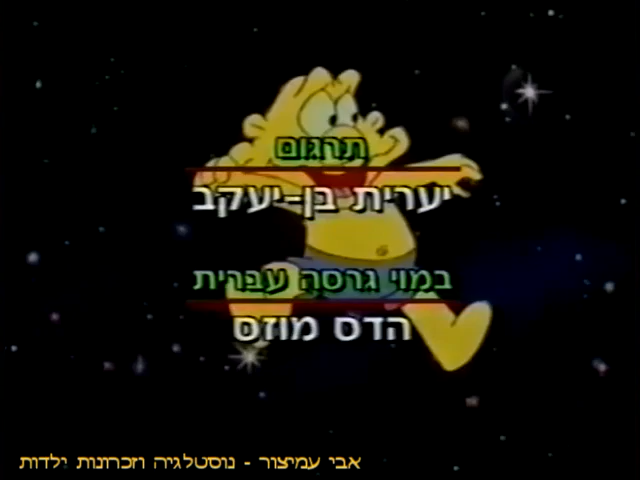 תרגום
יערית בן-יעקב
במוי גרסה עברית
הדס מוזס
אבי עמיצור - נוסטלגיה וזכרונות ילדות